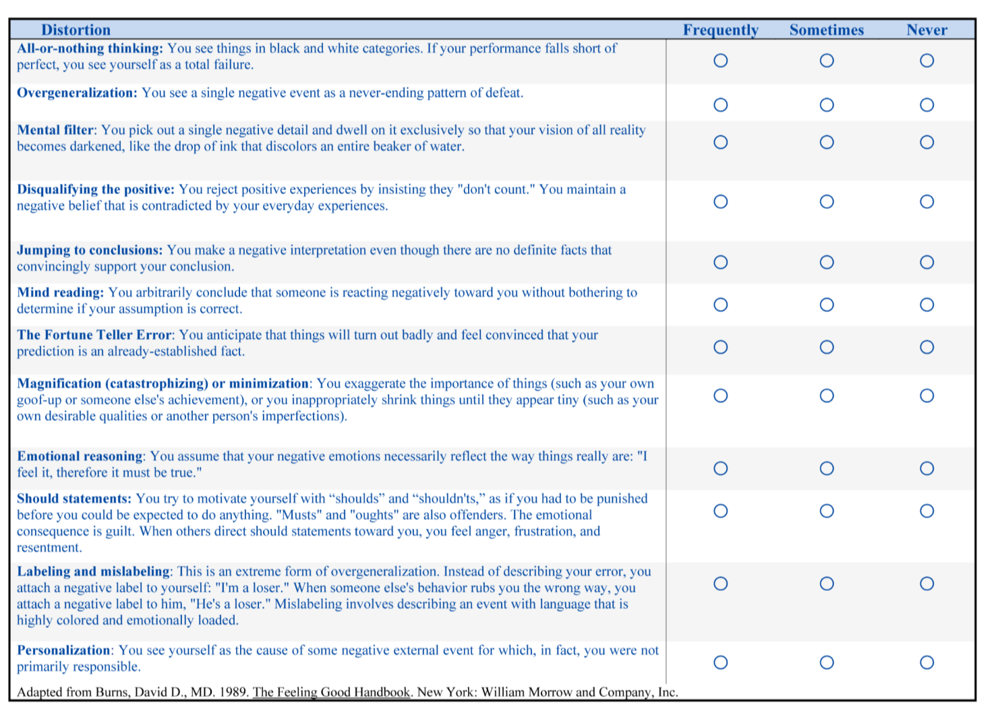 Distortion Frequently Sometimes Never
All-or-nothing thinking: You see things in black and white categories. If your performance falls short of
perfect, you see yourself as a total failure.
Overgeneralization: You see a single negative event as a never-ending pattern of defeat.
Mental filter: You pick out a single negative detail and dwell on it exclusively so that your vision of all reality
becomes darkened, like the drop of ink that discolors an entire beaker of water.
Disqualifying the positive: You reject positive experiences by insisting they "don't count." You maintain a
negative belief that is contradicted by your everyday experiences.
Jumping to conclusions: You make a negative interpretation even though there are no definite facts that
convincingly support your conclusion.
Mind reading: You arbitrarily conclude that someone is reacting negatively toward you without bothering to
determine if your assumption is correct.
The Fortune Teller Error: You anticipate that things will turn out badly and feel convinced that your
prediction is an already-established fact.
Magnification (catastrophizing) or minimization: You exaggerate the importance of things (such as your own
goof-up or someone else's achievement), or you inappropriately shrink things until they appear tiny (such as your
own desirable qualities or another person's imperfections).
Emotional reasoning: You assume that your negative emotions necessarily reflect the way things really are: "I
feel it, therefore it must be true."
Should statements: You try to motivate yourself with “shoulds” and “shouldn'ts,” as if you had to be punished
before you could be expected to do anything. "Musts" and "oughts" are also offenders. The emotional
consequence is guilt. When others direct should statements toward you, you feel anger, frustration, and
resentment.
Labeling and mislabeling: This is an extreme form of overgeneralization. Instead of describing your error, you
attach a negative label to yourself: "I'm a loser." When someone else's behavior rubs you the wrong way, you
attach a negative label to him, "He's a loser." Mislabeling involves describing an event with language that is
highly colored and emotionally loaded.
Personalization: You see yourself as the cause of some negative external event for which, in fact, you were not
primarily responsible.
Adapted from Burns, David D., MD. 1989. The Feeling Good Handbook. New York: William Morrow and Company, Inc.